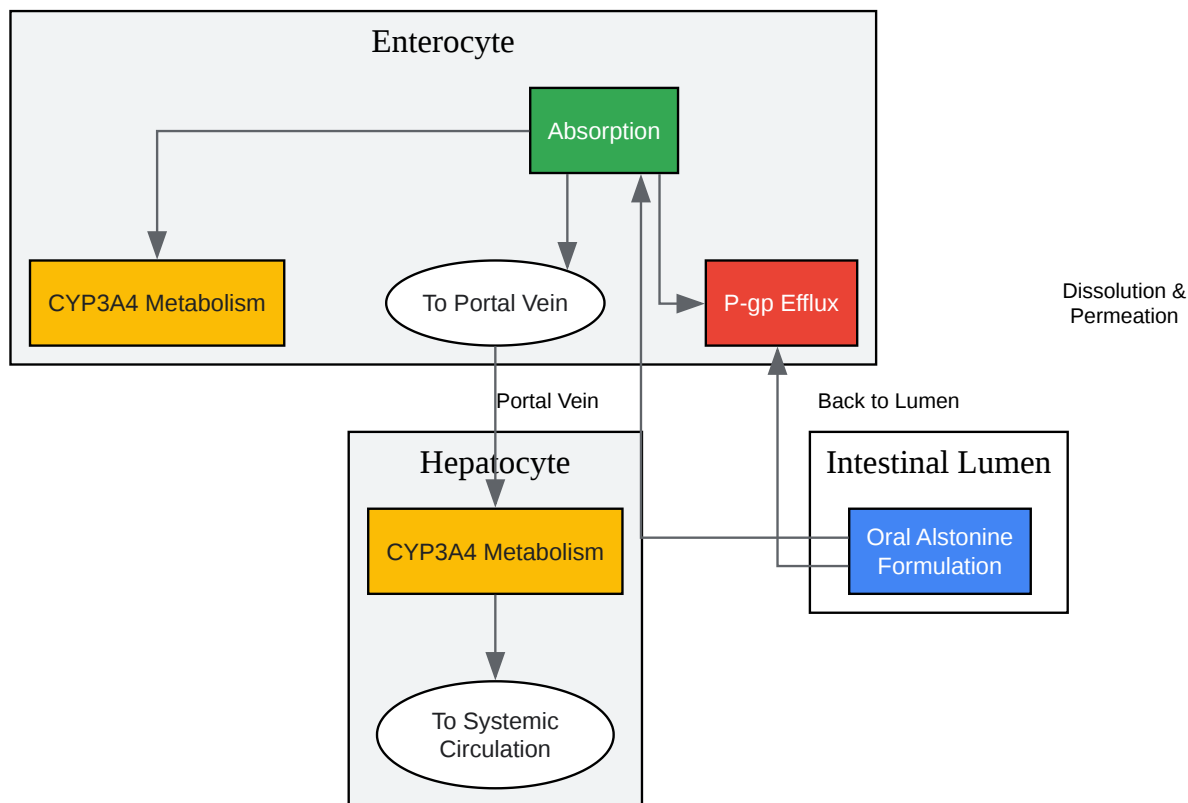 Enterocyte
Absorption
CYP3A4 Metabolism
To Portal Vein
P-gp Efflux
Dissolution &
Permeation
Portal Vein
Back to Lumen
Hepatocyte
Intestinal Lumen
CYP3A4 Metabolism
Oral Alstonine
Formulation
To Systemic
Circulation